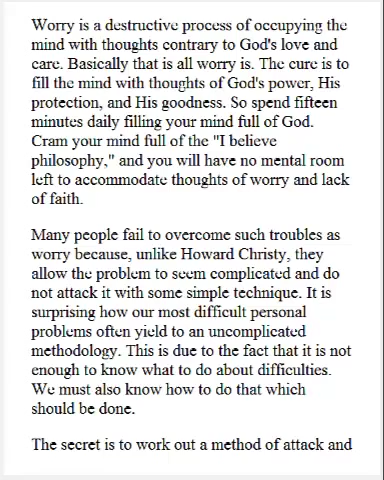 Worry is a destructive process of occupying the
mind with thoughts contrary to God's love and
care. Basically that is all worry is. The cure is to
fill the mind with thoughts of God's power, His
protection, and His goodness. So spend fifteen
minutes daily filling your mind full of God.
Cram your mind full of the "I believe
philosophy," and you will have no mental room
left to accommodate thoughts of worry and lack
of faith.
Many people fail to overcome such troubles as
worry because, unlike Howard Christy, they
allow the problem to seem complicated and do
not attack it with some simple technique. It is
surprising how our most difficult personal
problems often yield to an uncomplicated
methodology. This is due to the fact that it is not
enough to know what to do about difficulties.
We must also know how to do that which
should be done.
The secret is to work out a method of attack and